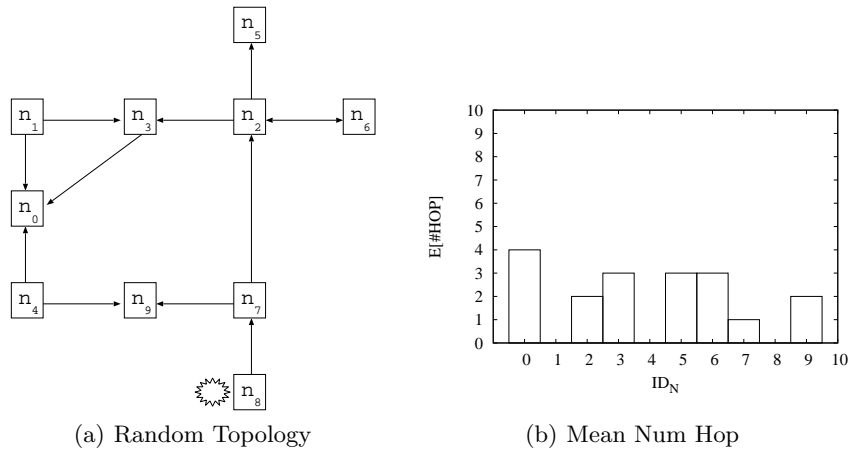 n5
n1 n3 n2 n6
n0
n4 n9 n7
n8
(a) Random Topology
10
9
8
7
6
5
4
3
2
1
0
E[#HOP]
0 1 2 3 4 5 6 7 8 9 10
ID_N
(b) Mean Num Hop